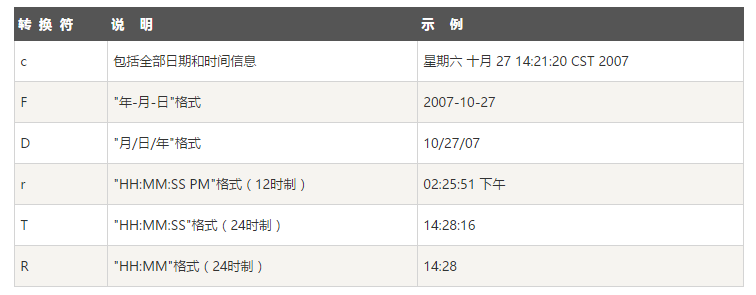 转 换 符 说 明 示 例
c 包括全部日期和时间信息 星期六 十月 27 14:21:20 CST 2007
F "年-月-日"格式 2007-10-27
D "月/日/年"格式 10/27/07
r "HH:MM:SS PM"格式（12时制） 02:25:51 下午
T "HH:MM:SS"格式（24时制） 14:28:16
R "HH:MM"格式（24时制） 14:28